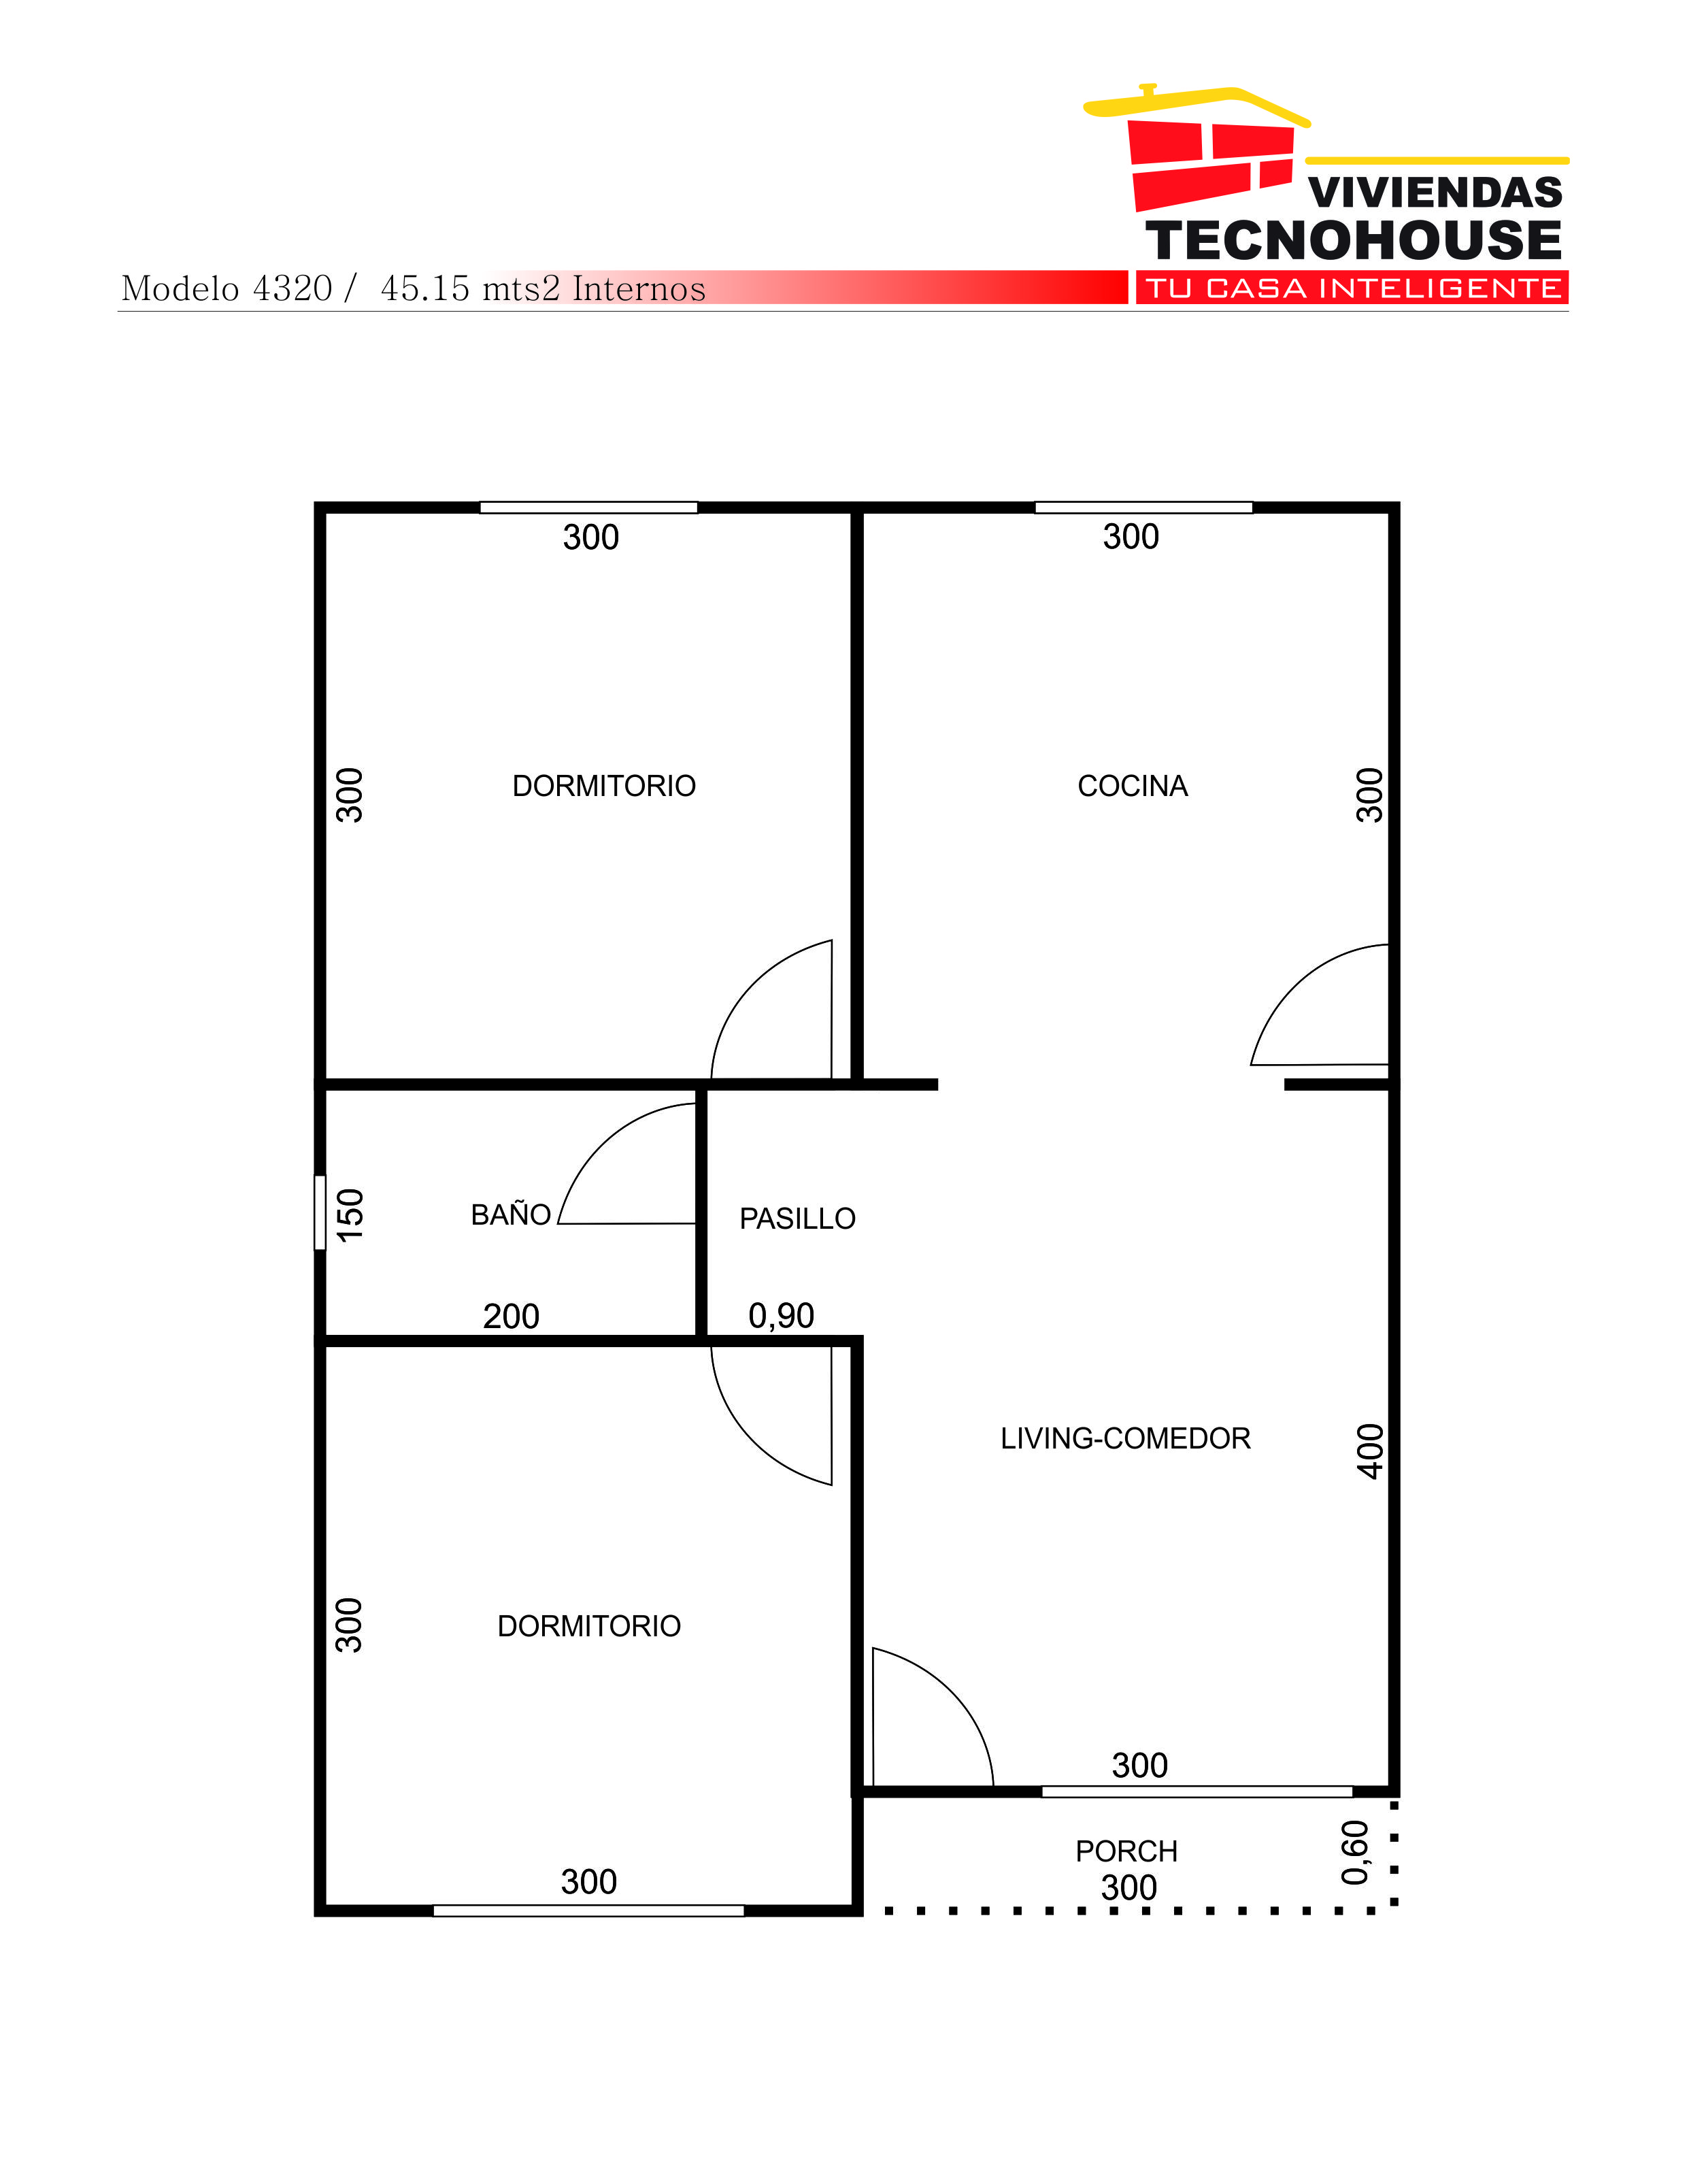 VIVIENDAS
TECNOHOUSE
TU CASA INTELIGENTE
Modelo 4320 / 45.15 mts2 Internos
300
300
300
DORMITORIO
COCINA
300
150
BAÑO
PASILLO
200
0,90
LIVING-COMEDOR
400
300
DORMITORIO
300
PORCH
0,60
300
300